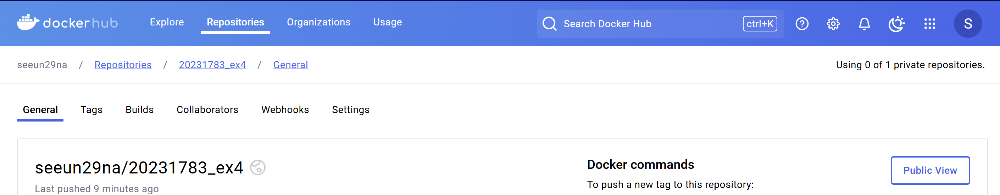 dockerhub Explore Repositories Organizations Usage Search Docker Hub ctrl+K S
seeun29na / Repositories / 20231783_ex4 / General Using 0 of 1 private repositories.
General Tags Builds Collaborators Webhooks Settings
seeun29na/20231783_ex4
Last pushed 9 minutes ago
Docker commands
Public View
To push a new tag to this repository: